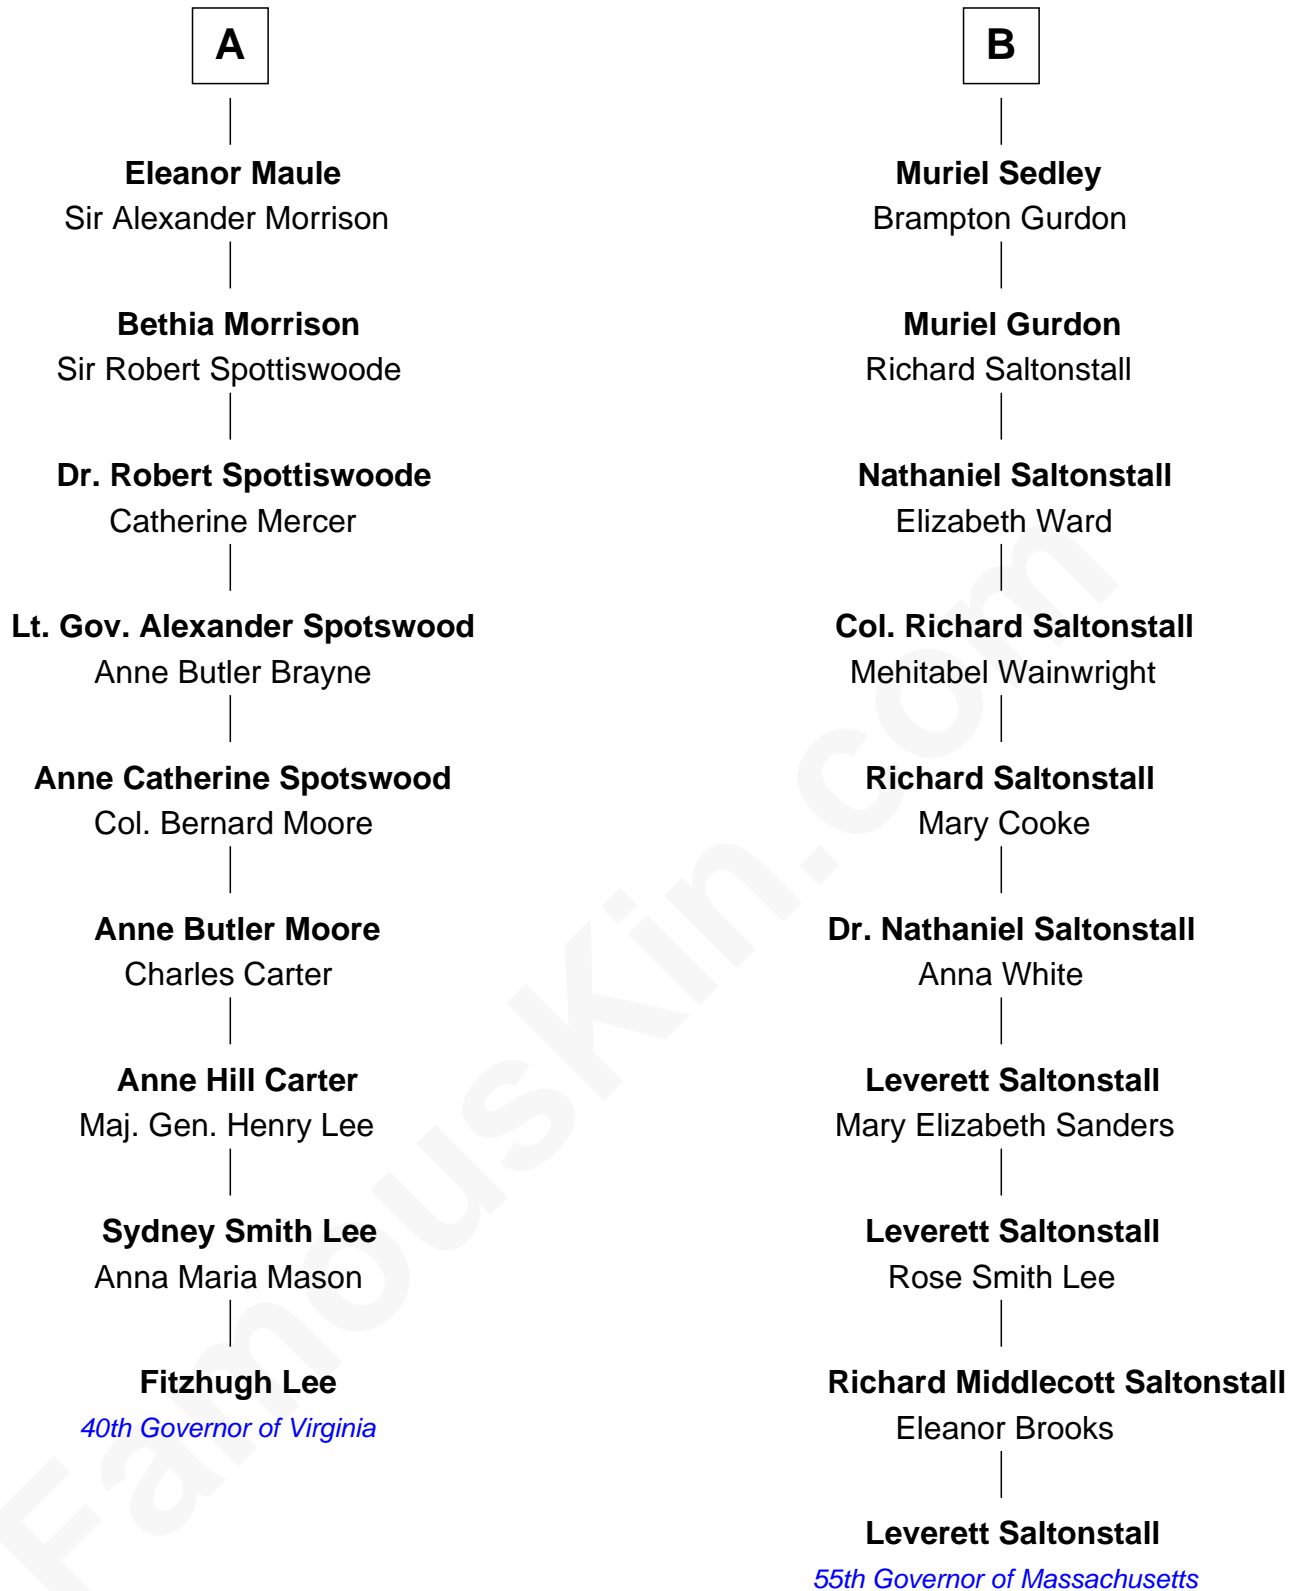 A
Eleanor Maule
Sir Alexander Morrison
Bethia Morrison
Sir Robert Spottiswoode
Dr. Robert Spottiswoode
Catherine Mercer
Lt. Gov. Alexander Spotswood
Anne Butler Brayne
Anne Catherine Spotswood
Col. Bernard Moore
Anne Butler Moore
Charles Carter
Anne Hill Carter
Maj. Gen. Henry Lee
Sydney Smith Lee
Anna Maria Mason
Fitzhugh Lee
40th Governor of Virginia
B
Muriel Sedley
Brampton Gurdon
Muriel Gurdon
Richard Saltonstall
Nathaniel Saltonstall
Elizabeth Ward
Col. Richard Saltonstall
Mehitabel Wainwright
Richard Saltonstall
Mary Cooke
Dr. Nathaniel Saltonstall
Anna White
Leverett Saltonstall
Mary Elizabeth Sanders
Leverett Saltonstall
Rose Smith Lee
Richard Middlecott Saltonstall
Eleanor Brooks
Leverett Saltonstall
55th Governor of Massachusetts
FamousKin.com